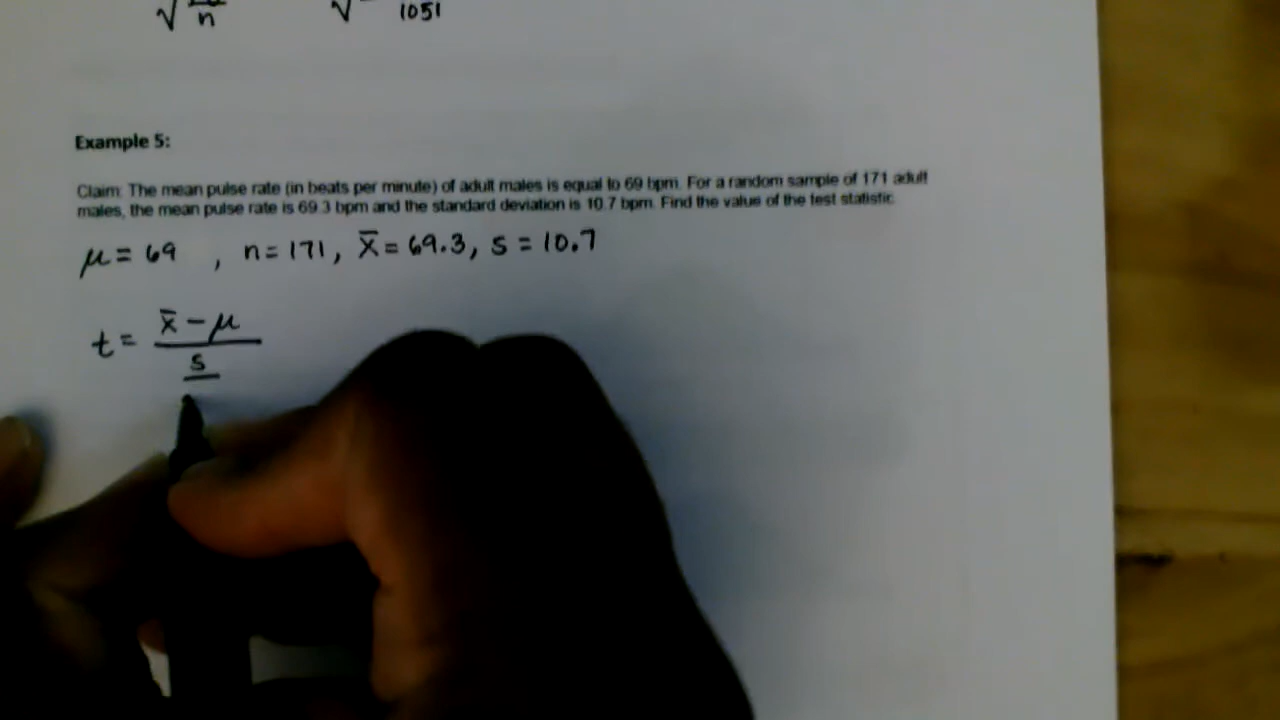 √ n √ 1051
Example 5:
Claim: The mean pulse rate (in beats per minute) of adult males is equal to 69 bpm. For a random sample of 171 adult
males, the mean pulse rate is 69.3 bpm and the standard deviation is 10.7 bpm. Find the value of the test statistic.
μ = 69 , n = 171, x̄ = 69.3, s = 10.7
t = x̄ - μ
s